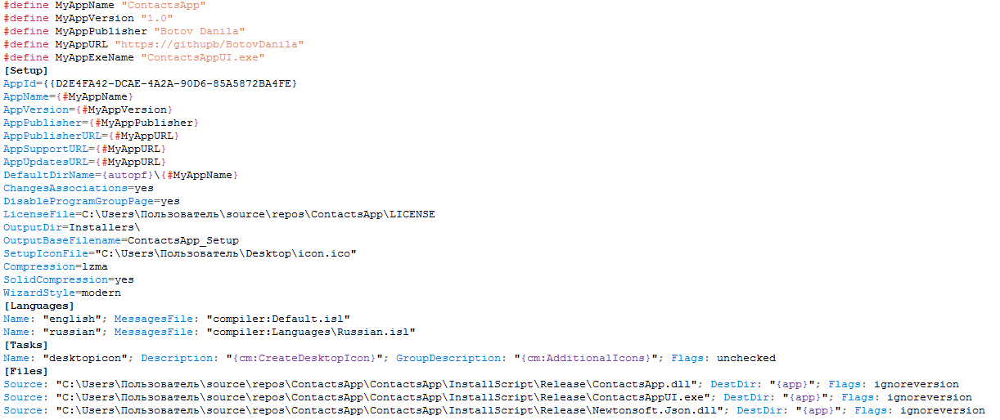 #define MyAppName "ContactsApp"
#define MyAppVersion "1.0"
#define MyAppPublisher "Botov Danila"
#define MyAppURL "https://githupb/BotovDanila"
#define MyAppExeName "ContactsAppUI.exe"
[Setup]
AppId={{D2E4FA42-DCAE-4A2A-90D6-85A5872BA4FE}
AppName={#MyAppName}
AppVersion={#MyAppVersion}
AppPublisher={#MyAppPublisher}
AppPublisherURL={#MyAppURL}
AppSupportURL={#MyAppURL}
AppUpdatesURL={#MyAppURL}
DefaultDirName={autopf}\{#MyAppName}
ChangesAssociations=yes
DisableProgramGroupPage=yes
LicenseFile=C:\Users\Пользователь\source\repos\ContactsApp\LICENSE
OutputDir=Installers\
OutputBaseFilename=ContactsApp_Setup
SetupIconFile="C:\Users\Пользователь\Desktop\icon.ico"
Compression=lzma
SolidCompression=yes
WizardStyle=modern
[Languages]
Name: "english"; MessagesFile: "compiler:Default.isl"
Name: "russian"; MessagesFile: "compiler:Languages\Russian.isl"
[Tasks]
Name: "desktopicon"; Description: "{cm:CreateDesktopIcon}"; GroupDescription: "{cm:AdditionalIcons}"; Flags: unchecked
[Files]
Source: "C:\Users\Пользователь\source\repos\ContactsApp\ContactsApp\InstallScript\Release\ContactsApp.dll"; DestDir: "{app}"; Flags: ignoreversion
Source: "C:\Users\Пользователь\source\repos\ContactsApp\ContactsApp\InstallScript\Release\ContactsAppUI.exe"; DestDir: "{app}"; Flags: ignoreversion
Source: "C:\Users\Пользователь\source\repos\ContactsApp\ContactsApp\InstallScript\Release\Newtonsoft.Json.dll"; DestDir: "{app}"; Flags: ignoreversion